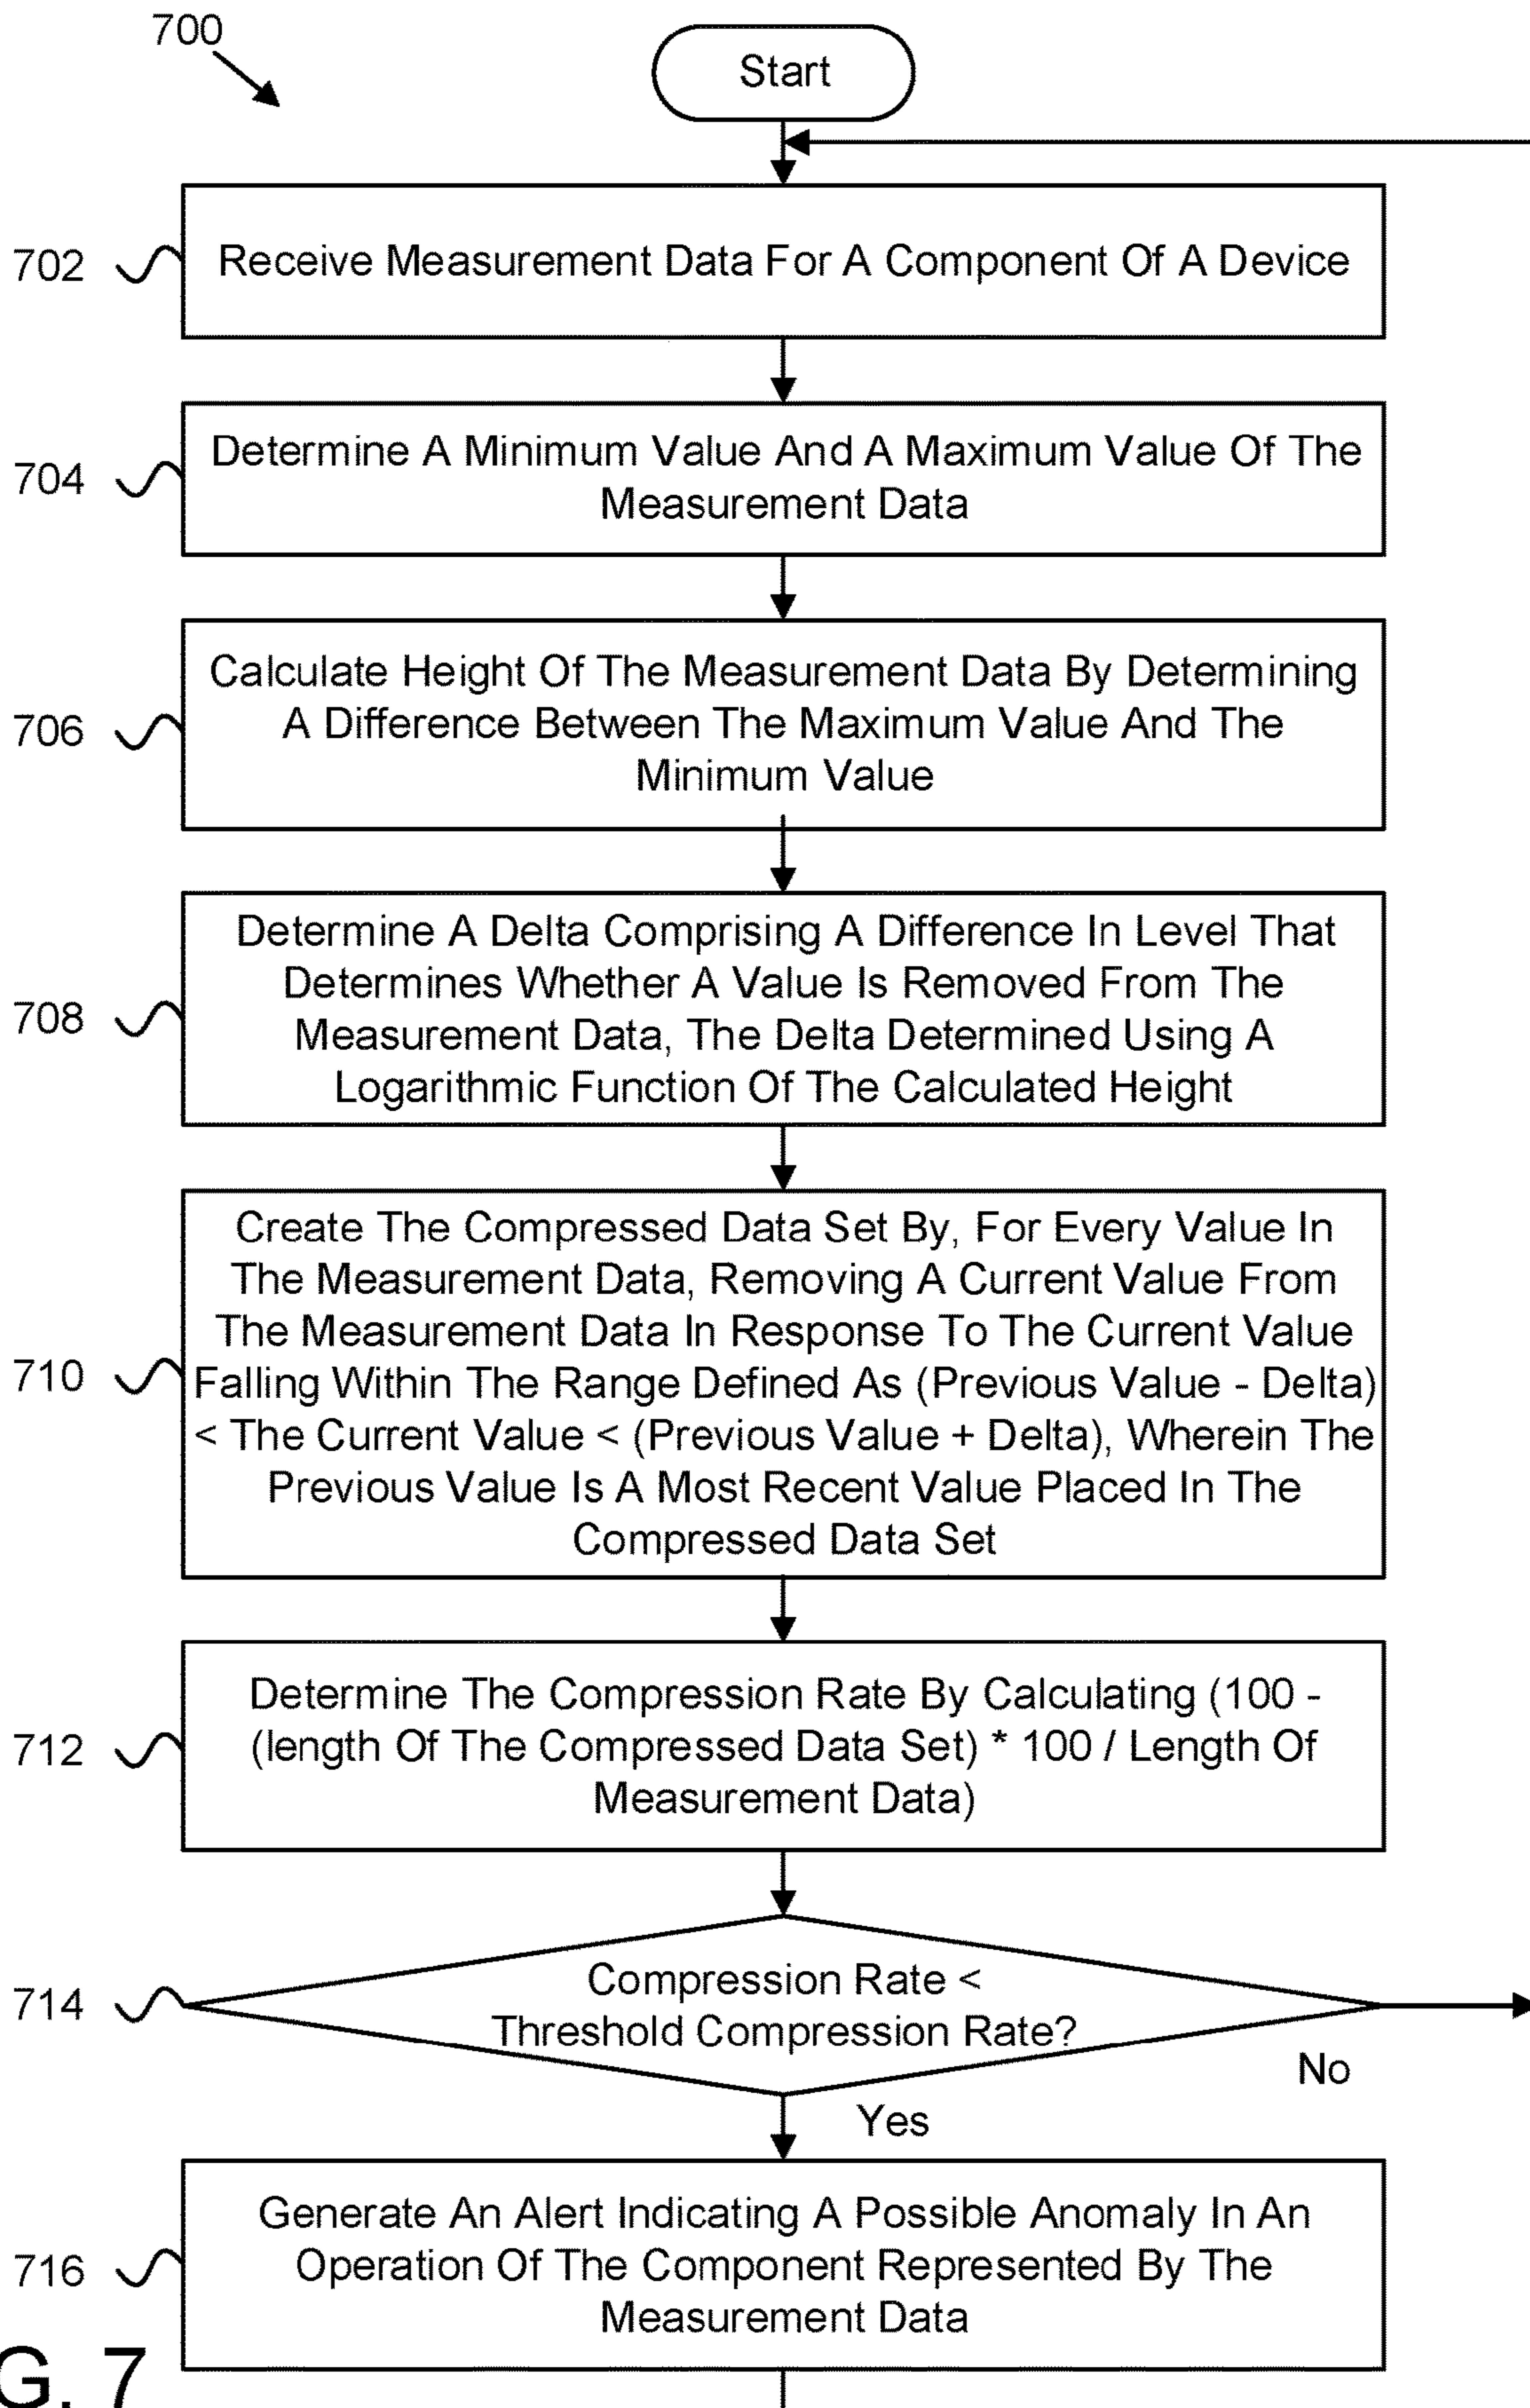 700
Start
702
Receive Measurement Data For A Component Of A Device
704
Determine A Minimum Value And A Maximum Value Of The
Measurement Data
706
Calculate Height Of The Measurement Data By Determining
A Difference Between The Maximum Value And The
Minimum Value
708
Determine A Delta Comprising A Difference In Level That
Determines Whether A Value Is Removed From The
Measurement Data, The Delta Determined Using A
Logarithmic Function Of The Calculated Height
710
Create The Compressed Data Set By, For Every Value In
The Measurement Data, Removing A Current Value From
The Measurement Data In Response To The Current Value
Falling Within The Range Defined As (Previous Value - Delta)
< The Current Value < (Previous Value + Delta), Wherein The
Previous Value Is A Most Recent Value Placed In The
Compressed Data Set
712
Determine The Compression Rate By Calculating (100 -
(length Of The Compressed Data Set) * 100 / Length Of
Measurement Data)
714
Compression Rate <
Threshold Compression Rate?
No
Yes
716
Generate An Alert Indicating A Possible Anomaly In An
Operation Of The Component Represented By The
Measurement Data
G. 7